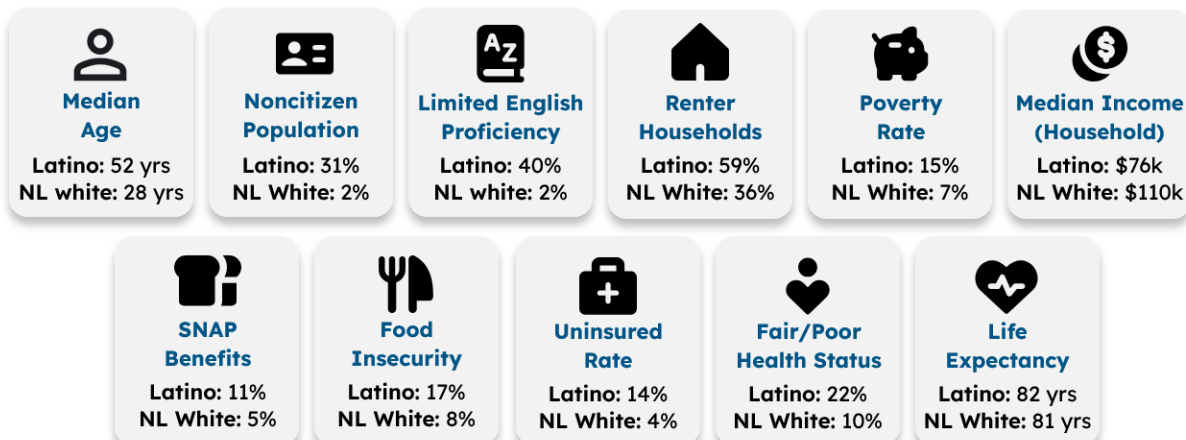 AZ
$
Median
Age
Latino: 52 yrs
NL white: 28 yrs
Noncitizen
Population
Latino: 31%
NL White: 2%
Limited English
Proficiency
Latino: 40%
NL white: 2%
Renter
Households
Latino: 59%
NL White: 36%
Poverty
Rate
Latino: 15%
NL White: 7%
Median Income
(Household)
Latino: $76k
NL White: $110k
SNAP
Benefits
Latino: 11%
NL White: 5%
Food
Insecurity
Latino: 17%
NL White: 8%
Uninsured
Rate
Latino: 14%
NL White: 4%
Fair/Poor
Health Status
Latino: 22%
NL White: 10%
Life
Expectancy
Latino: 82 yrs
NL White: 81 yrs